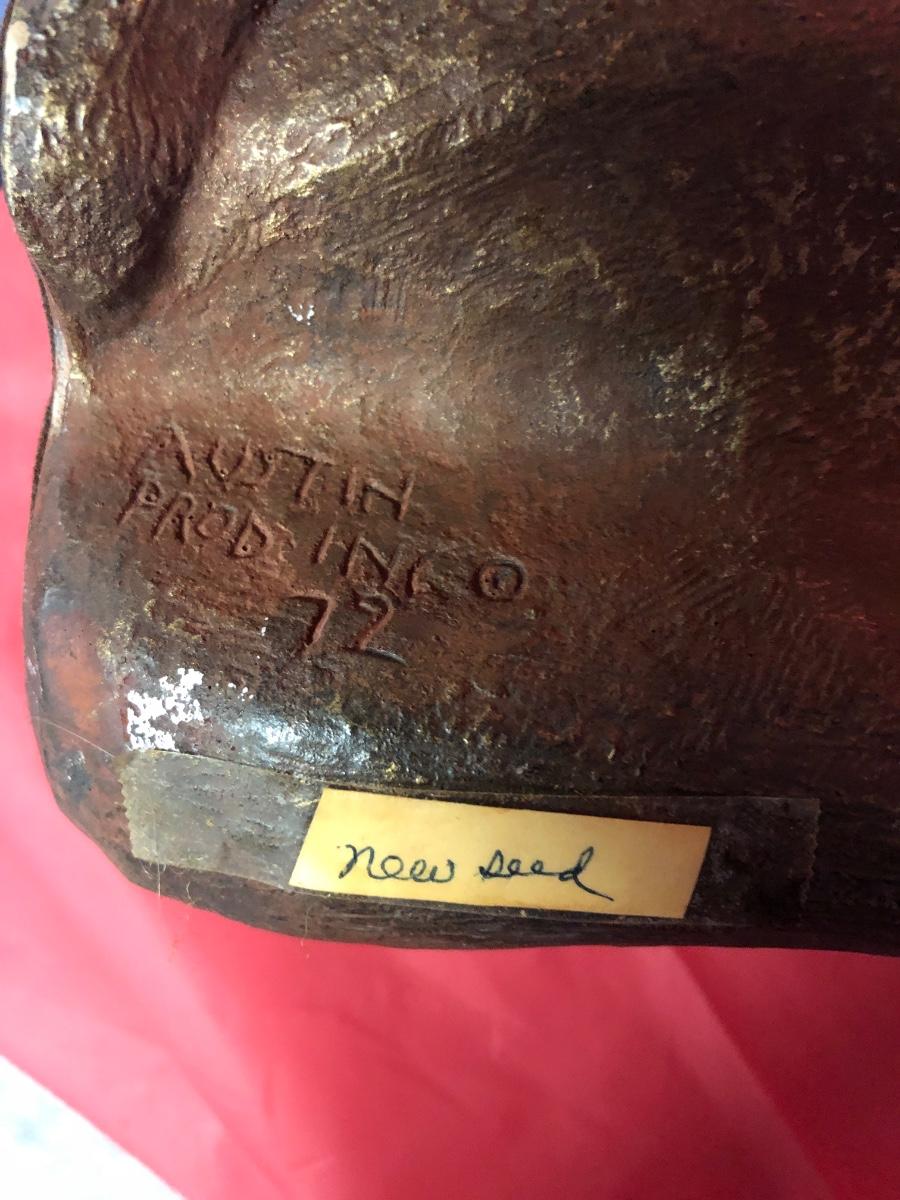 AUSTIN
PROD. INC ©
72
new seed